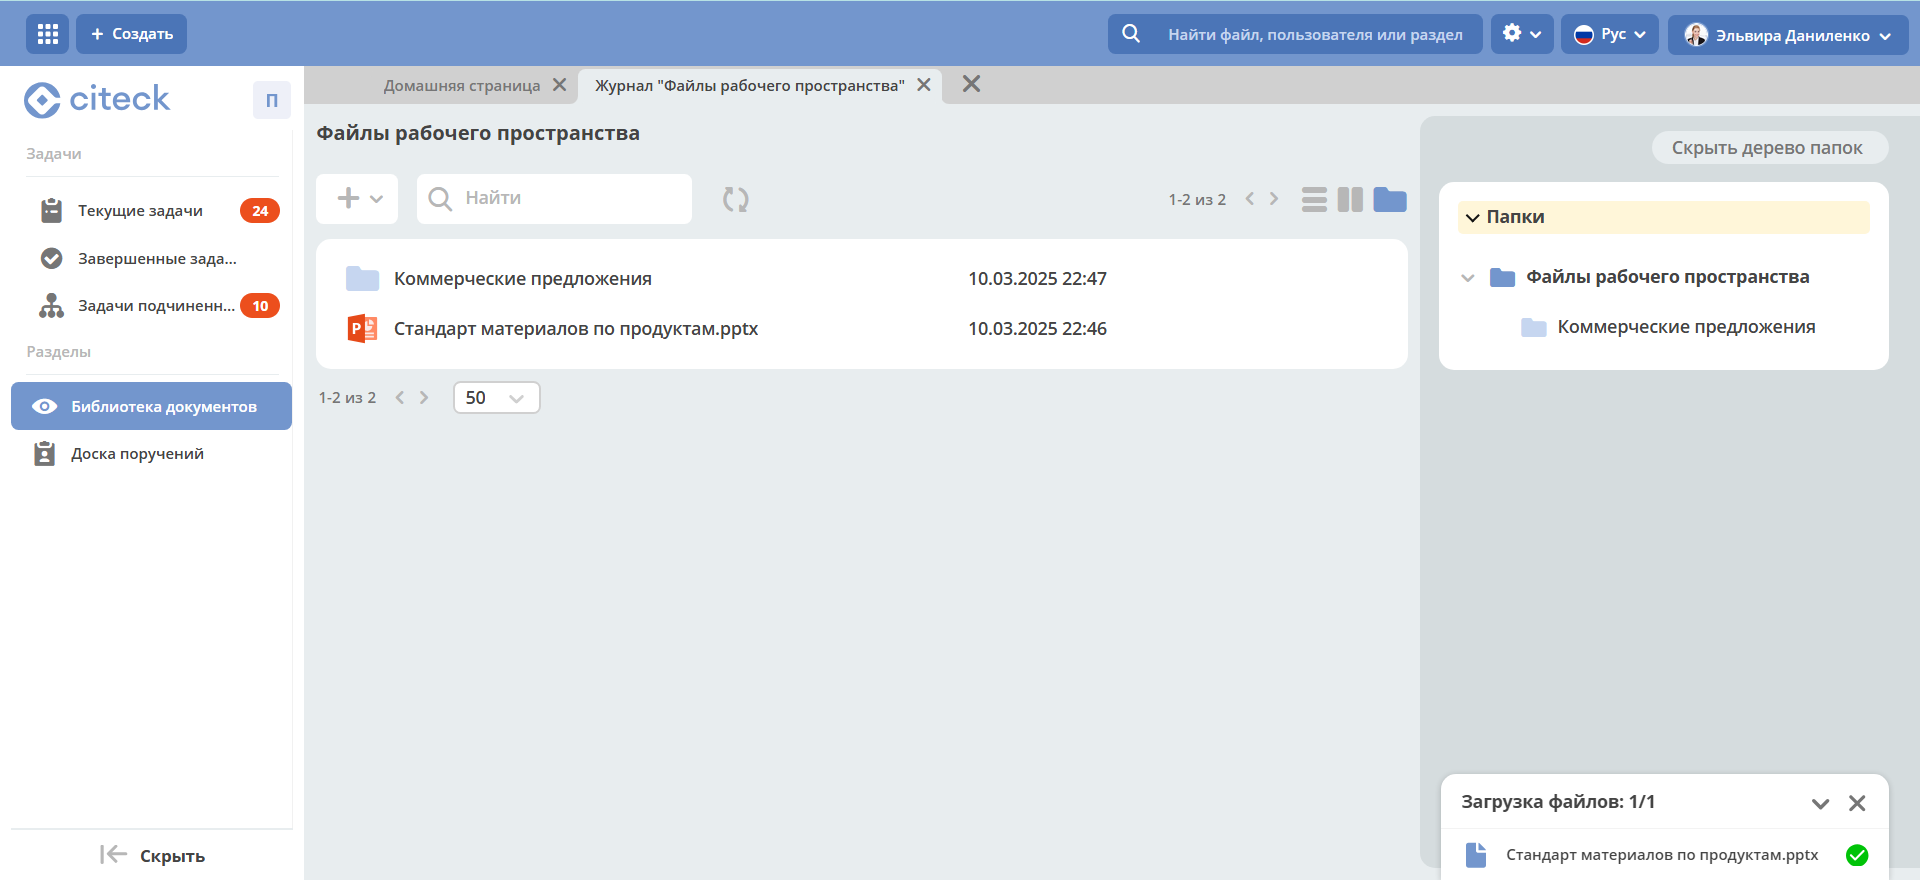 + Создать
Найти файл, пользователя или раздел
Рус
Эльвира Даниленко
citeck
П
Домашняя страница
Журнал "Файлы рабочего пространства"
Задачи
Текущие задачи 24
Завершенные зада...
Задачи подчиненн... 10
Разделы
Библиотека документов
Доска поручений
Скрыть
Файлы рабочего пространства
Найти
1-2 из 2
Коммерческие предложения 10.03.2025 22:47
P Стандарт материалов по продуктам.pptx 10.03.2025 22:46
1-2 из 2
50
Скрыть дерево папок
Папки
Файлы рабочего пространства
Коммерческие предложения
Загрузка файлов: 1/1
Стандарт материалов по продуктам.pptx